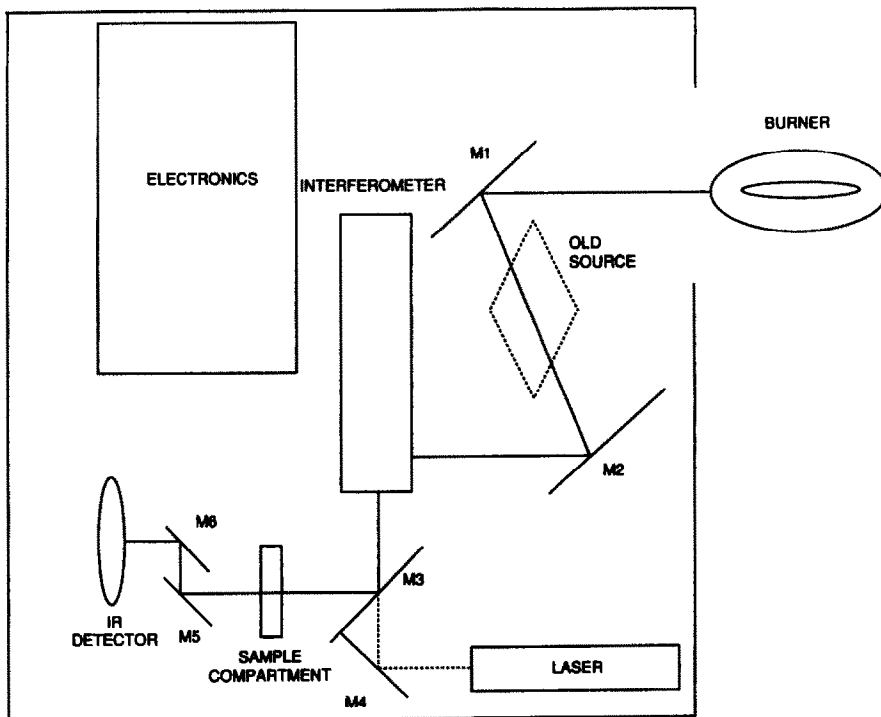 BURNER
M1
ELECTRONICS
INTERFEROMETER
OLD
SOURCE
M2
M6
M3
IR
DETECTOR
M5
SAMPLE
COMPARTMENT
LASER
M4